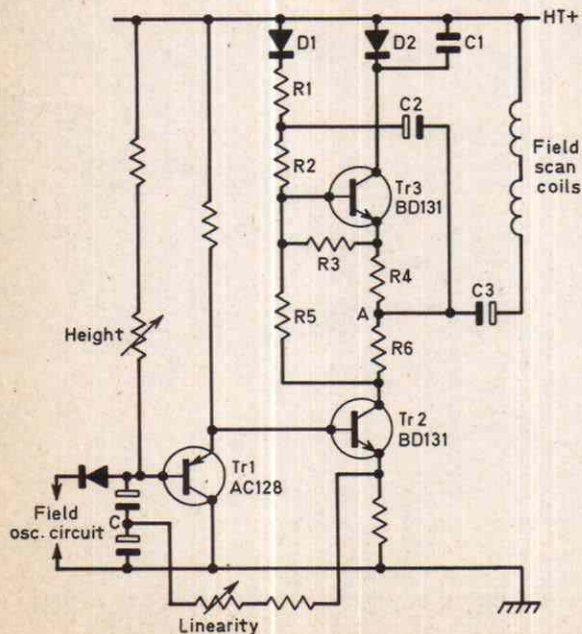 HT+
D1
D2
C1
R1
C2
R2
Field
scan
coils
Tr3
BD131
R3
R4
C3
Height
R5
A
R6
Tr2
BD131
Tr1
AC128
Field
osc. circuit
C
Linearity